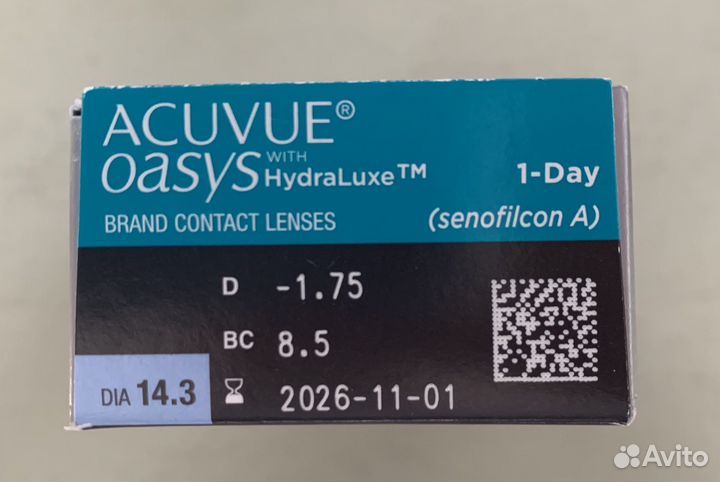 ACUVUE®
oasys WITH HydraLuxe™ 1-Day
BRAND CONTACT LENSES (senofilcon A)
D -1.75
BC 8.5
DIA 14.3 2026-11-01
Avito